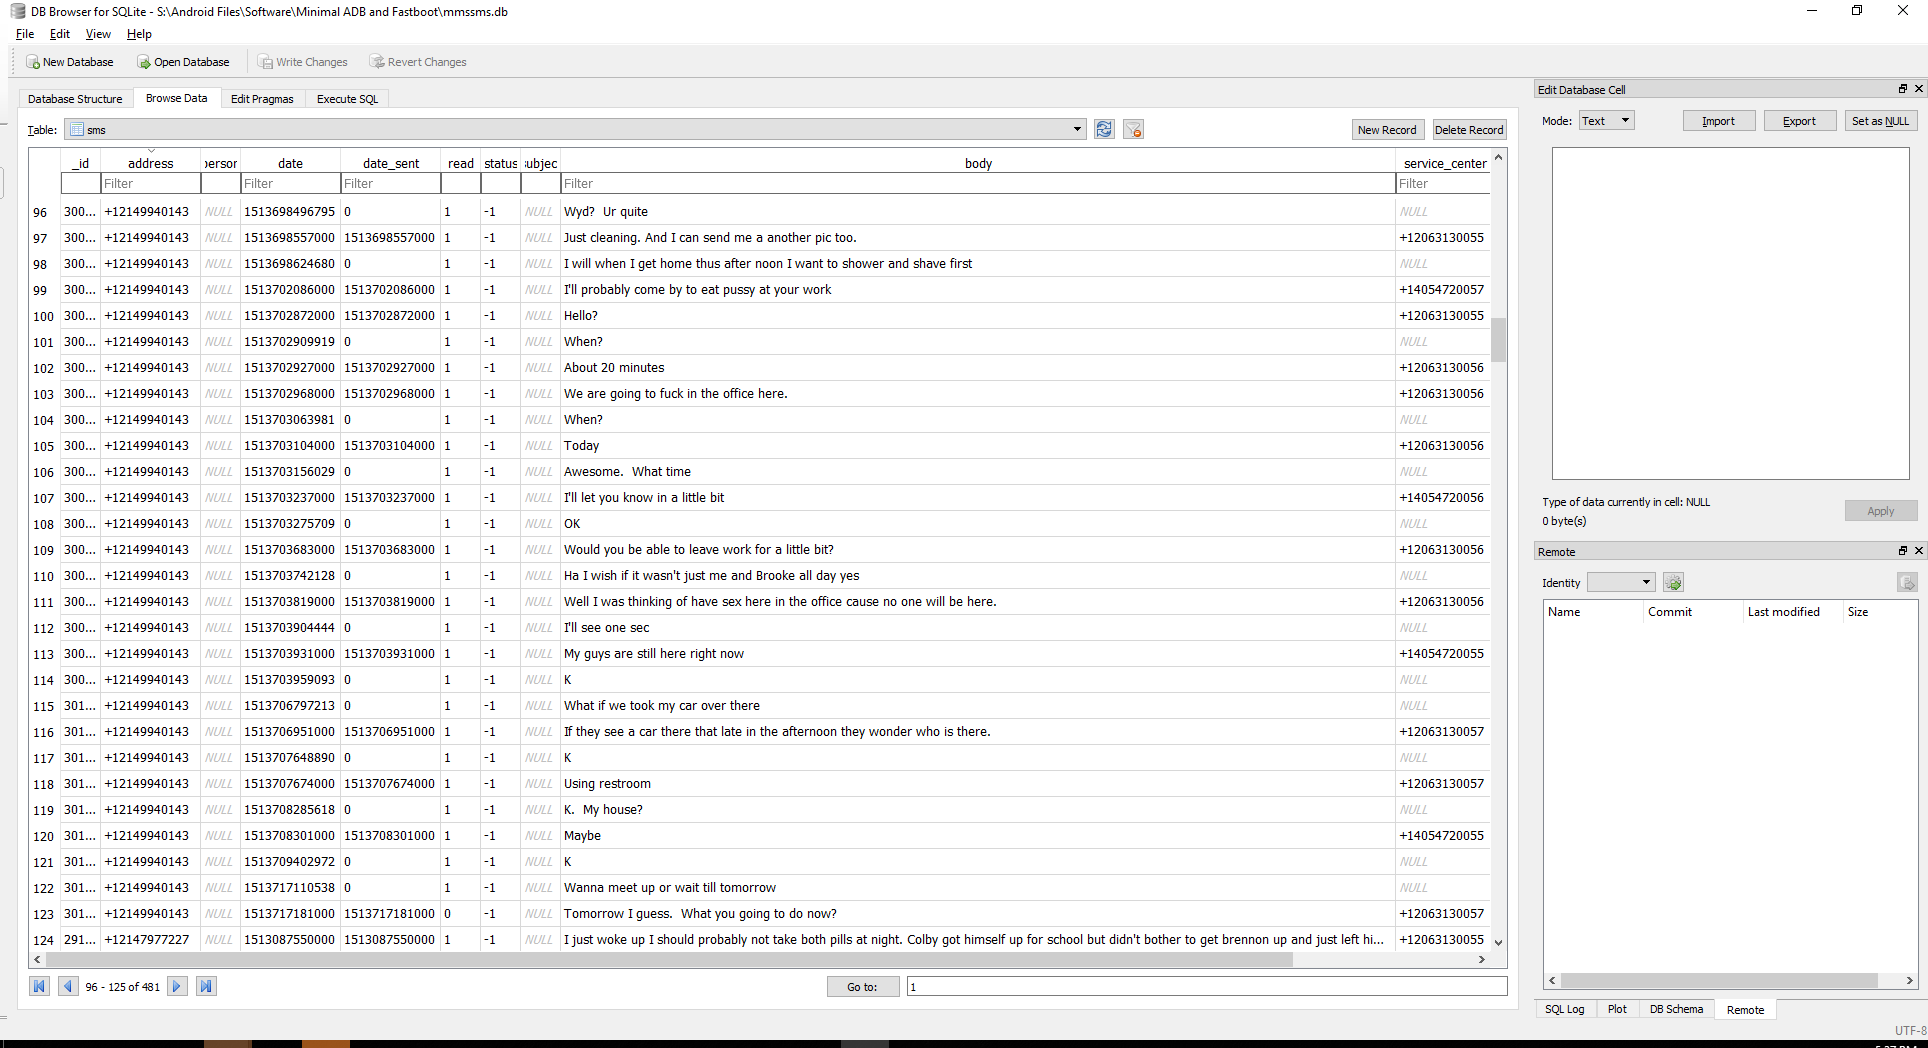 DB Browser for SQLite - S:\Android Files\Software\Minimal ADB and Fastboot\mmssms.db
File Edit View Help
New Database Open Database Write Changes Revert Changes
Database Structure Browse Data Edit Pragmas Execute SQL
Table: sms New Record Delete Record
_id address person date date_sent read status subjec body service_center
Filter Filter Filter Filter Filter
96 300... +12149940143 NULL 1513698496795 0 1 -1 NULL Wyd?  Ur quite NULL
97 300... +12149940143 NULL 1513698557000 1513698557000 1 -1 NULL Just cleaning. And I can send me a another pic too. +12063130055
98 300... +12149940143 NULL 1513698624680 0 1 -1 NULL I will when I get home thus after noon I want to shower and shave first NULL
99 300... +12149940143 NULL 1513702086000 1513702086000 1 -1 NULL I'll probably come by to eat pussy at your work +14054720057
100 300... +12149940143 NULL 1513702872000 1513702872000 1 -1 NULL Hello? +12063130055
101 300... +12149940143 NULL 1513702909919 0 1 -1 NULL When? NULL
102 300... +12149940143 NULL 1513702927000 1513702927000 1 -1 NULL About 20 minutes +12063130056
103 300... +12149940143 NULL 1513702968000 1513702968000 1 -1 NULL We are going to fuck in the office here. +12063130056
104 300... +12149940143 NULL 1513703063981 0 1 -1 NULL When? NULL
105 300... +12149940143 NULL 1513703104000 1513703104000 1 -1 NULL Today +12063130056
106 300... +12149940143 NULL 1513703156029 0 1 -1 NULL Awesome.  What time NULL
107 300... +12149940143 NULL 1513703237000 1513703237000 1 -1 NULL I'll let you know in a little bit +14054720056
108 300... +12149940143 NULL 1513703275709 0 1 -1 NULL OK NULL
109 300... +12149940143 NULL 1513703683000 1513703683000 1 -1 NULL Would you be able to leave work for a little bit? +12063130056
110 300... +12149940143 NULL 1513703742128 0 1 -1 NULL Ha I wish if it wasn't just me and Brooke all day yes NULL
111 300... +12149940143 NULL 1513703819000 1513703819000 1 -1 NULL Well I was thinking of have sex here in the office cause no one will be here. +12063130056
112 300... +12149940143 NULL 1513703904444 0 1 -1 NULL I'll see one sec NULL
113 300... +12149940143 NULL 1513703931000 1513703931000 1 -1 NULL My guys are still here right now +14054720055
114 300... +12149940143 NULL 1513703959093 0 1 -1 NULL K NULL
115 301... +12149940143 NULL 1513706797213 0 1 -1 NULL What if we took my car over there NULL
116 301... +12149940143 NULL 1513706951000 1513706951000 1 -1 NULL If they see a car there that late in the afternoon they wonder who is there. +12063130057
117 301... +12149940143 NULL 1513707648890 0 1 -1 NULL K NULL
118 301... +12149940143 NULL 1513707674000 1513707674000 1 -1 NULL Using restroom +12063130057
119 301... +12149940143 NULL 1513708285618 0 1 -1 NULL K.  My house? NULL
120 301... +12149940143 NULL 1513708301000 1513708301000 1 -1 NULL Maybe +14054720055
121 301... +12149940143 NULL 1513709402972 0 1 -1 NULL K NULL
122 301... +12149940143 NULL 1513717110538 0 1 -1 NULL Wanna meet up or wait till tomorrow NULL
123 301... +12149940143 NULL 1513717181000 1513717181000 0 -1 NULL Tomorrow I guess.  What you going to do now? +12063130057
124 291... +12147977227 NULL 1513087550000 1513087550000 1 -1 NULL I just woke up I should probably not take both pills at night. Colby got himself up for school but didn't bother to get brennon up and just left hi... +12063130055
96 - 125 of 481 Go to: 1
Edit Database Cell
Mode: Text Import Export Set as NULL
Type of data currently in cell: NULL
0 byte(s)
Apply
Remote
Identity
Name Commit Last modified Size
SQL Log Plot DB Schema Remote
UTF-8